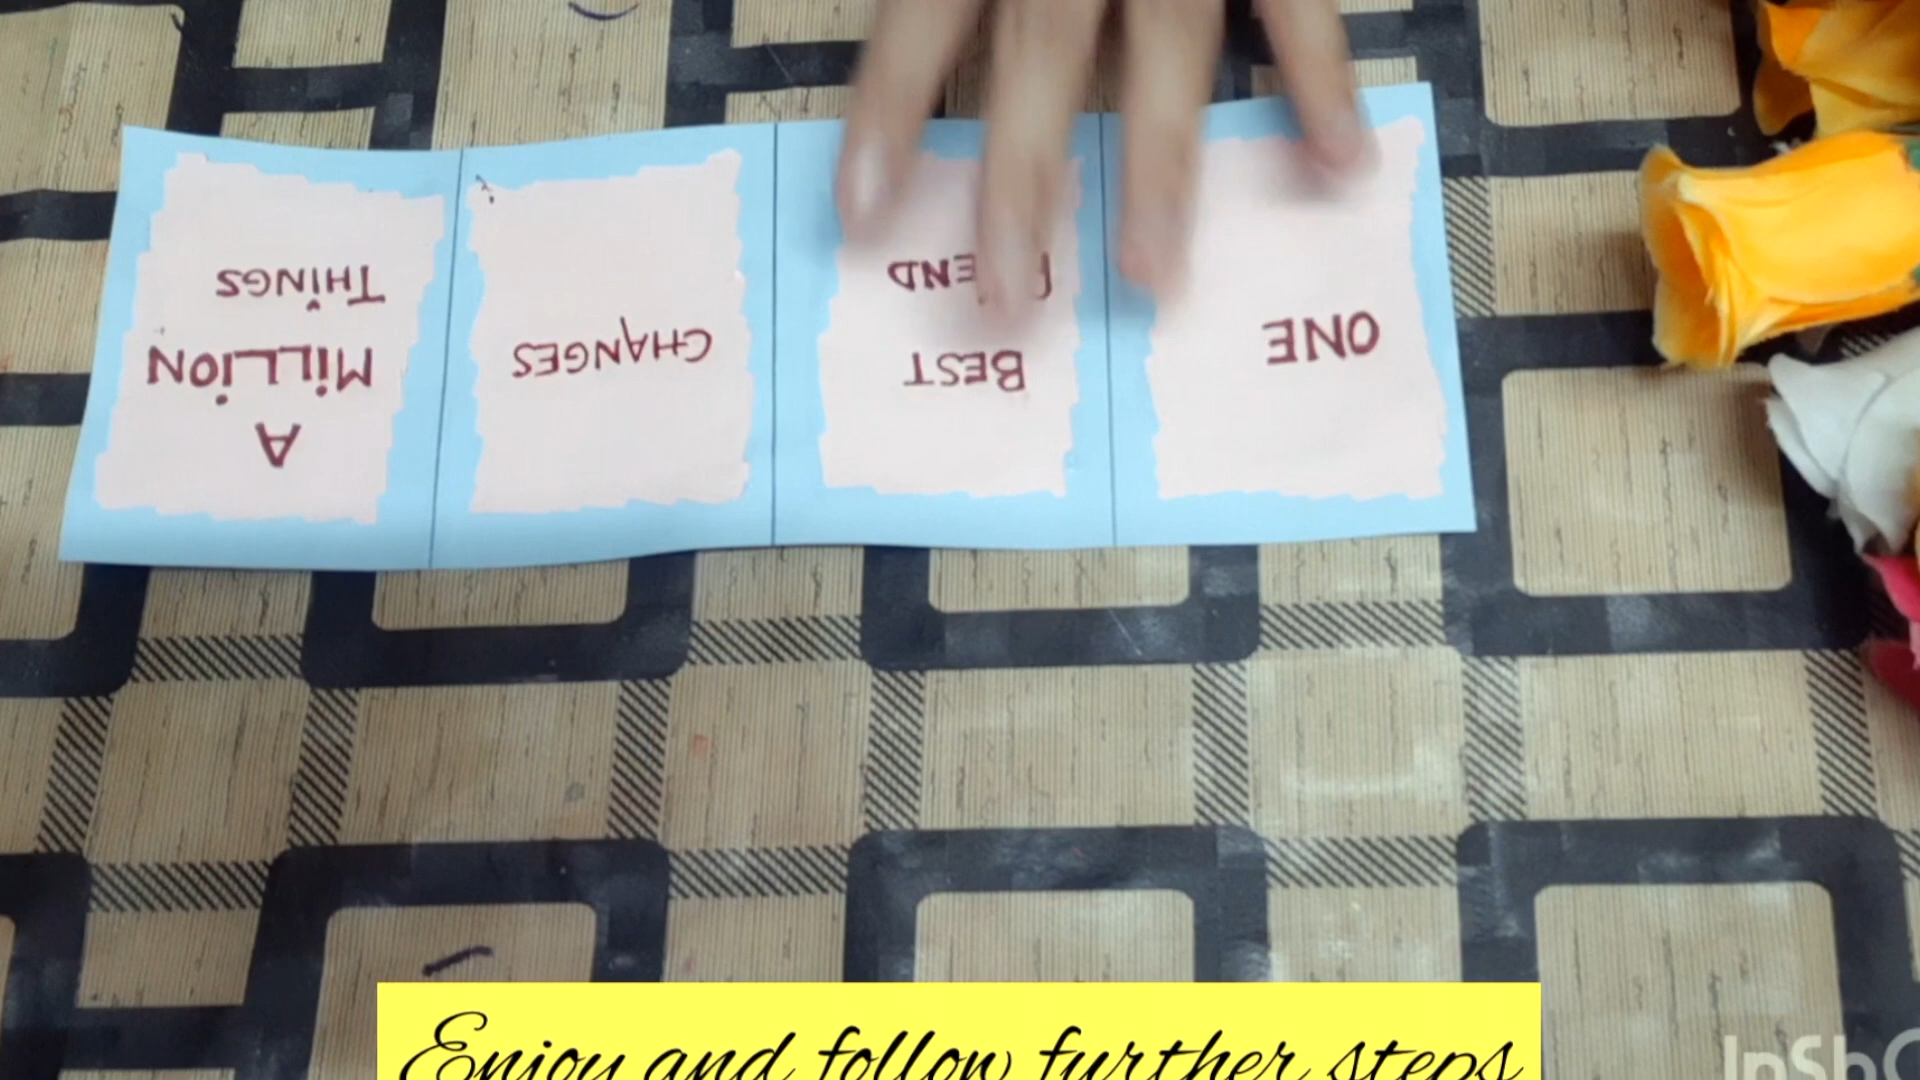 ONE
BEST
CHANGES
A
MiLLiON
THiNGS
Enjoy and follow further steps